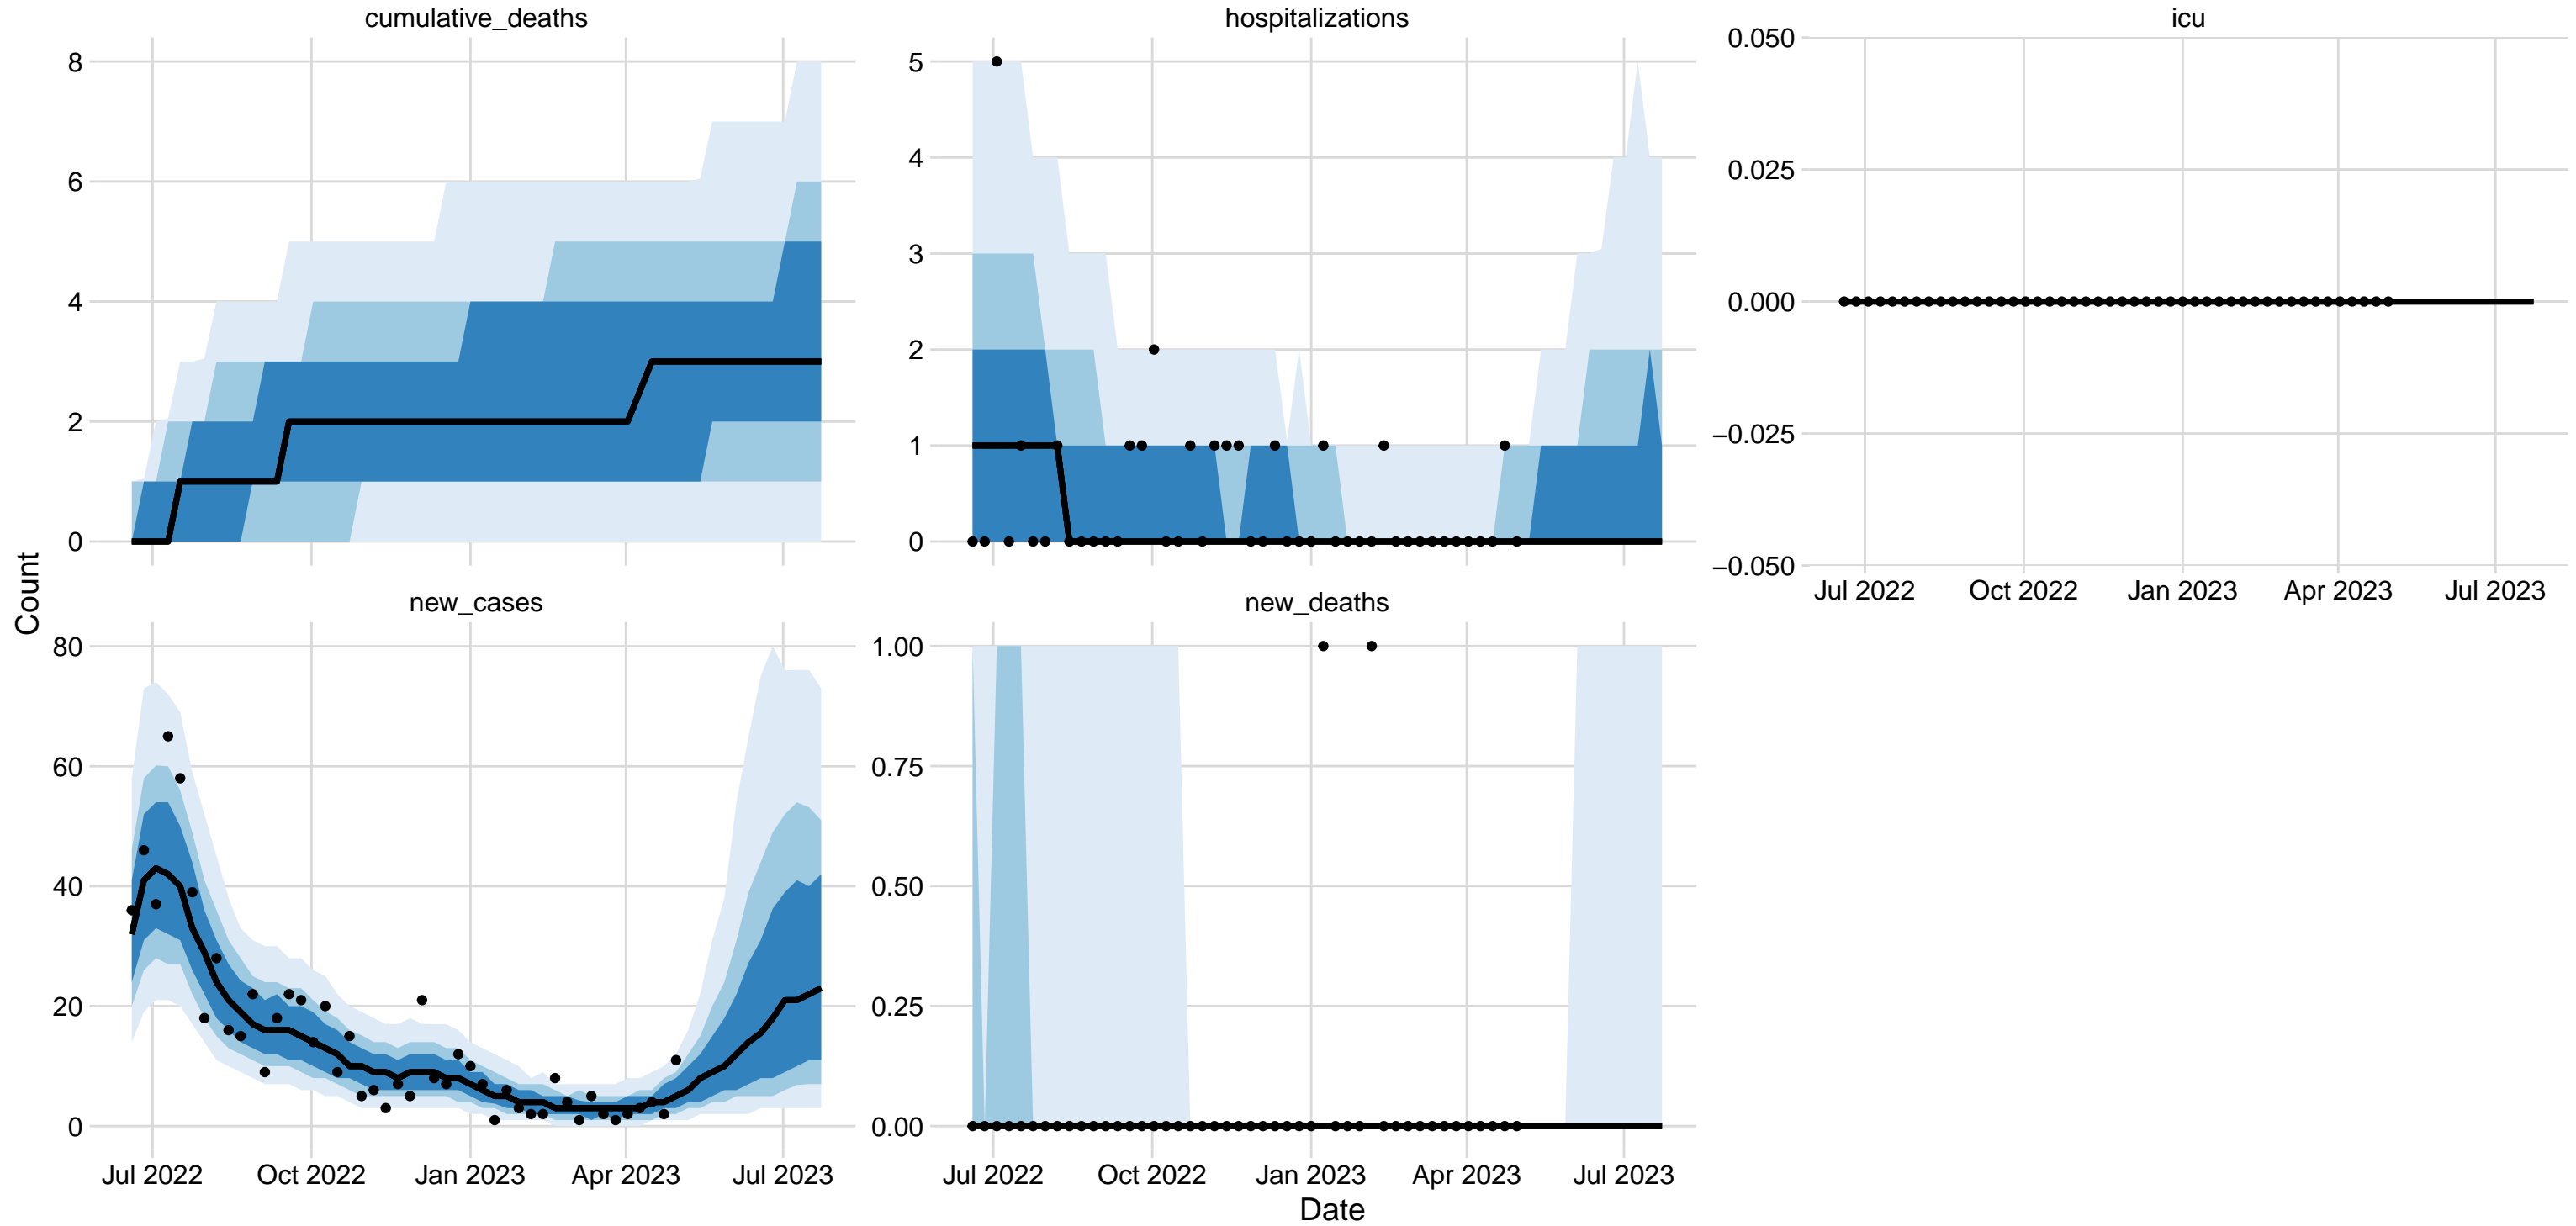 cumulative_deaths
hospitalizations
icu
8
6
4
2
0
5
4
3
2
1
0
0.050
0.025
0.000
−0.025
−0.050
Jul 2022 Oct 2022 Jan 2023 Apr 2023 Jul 2023
Count
new_cases
new_deaths
80
60
40
20
0
1.00
0.75
0.50
0.25
0.00
Jul 2022 Oct 2022 Jan 2023 Apr 2023 Jul 2023
Jul 2022 Oct 2022 Jan 2023 Apr 2023 Jul 2023
Date